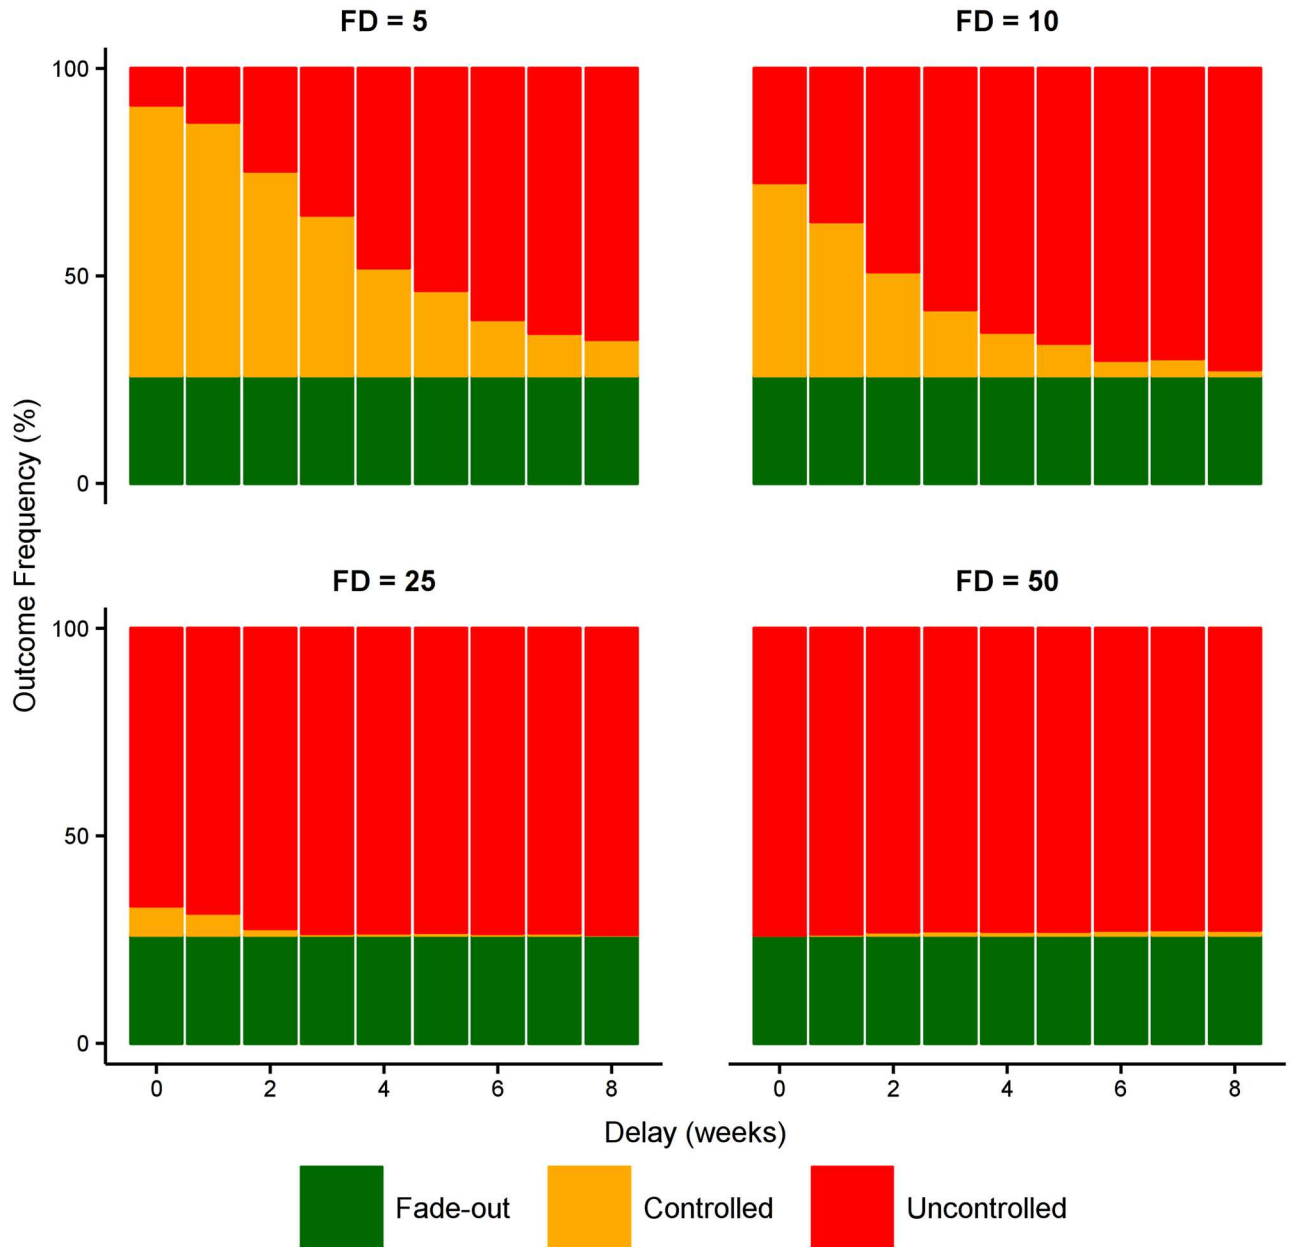 FD = 5
FD = 10
100
50
0
FD = 25
FD = 50
Outcome Frequency (%)
100
50
0
0 2 4 6 8
0 2 4 6 8
Delay (weeks)
Fade-out Controlled Uncontrolled